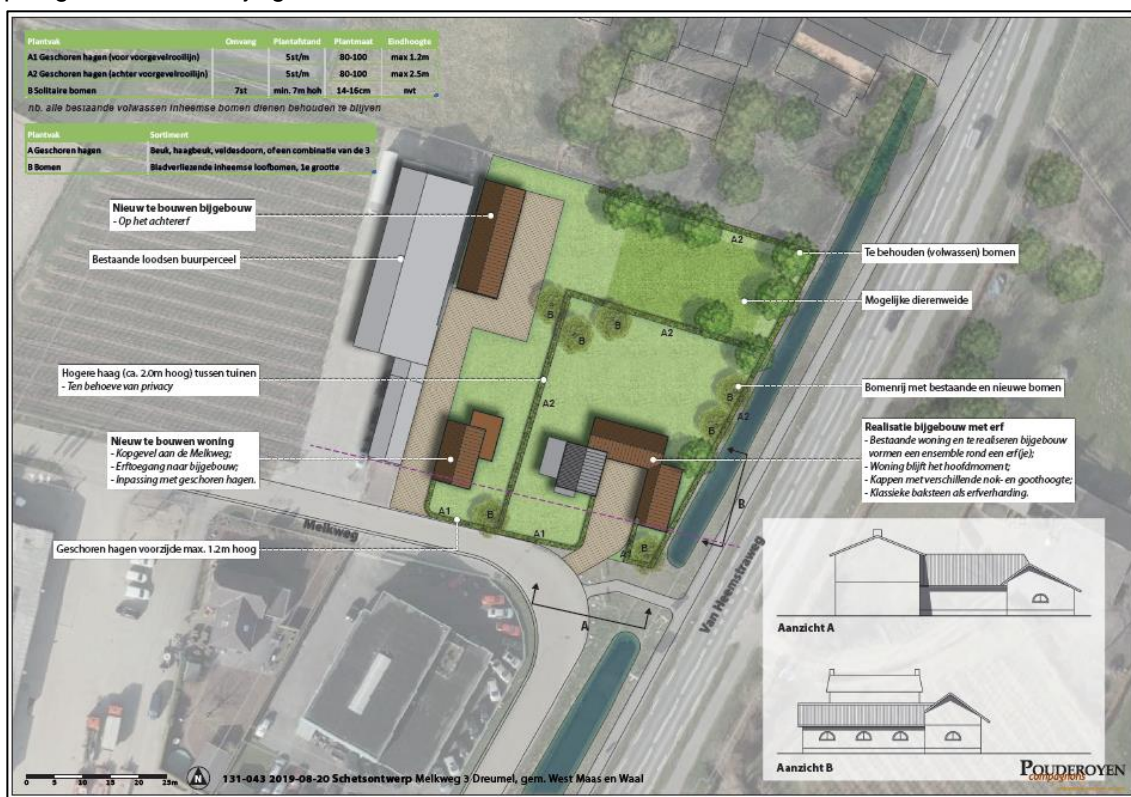 Plantvak Omvang Plantafstand Plantmaat Eindhoogte
A1 Geschoren hagen (voor voorgevelrooilijn) 5st/m 80-100 max 1.2m
A2 Geschoren hagen (achter voorgevelrooilijn) 5st/m 80-100 max 2.5m
B Solitaire bomen 7st min. 7m hoh 14-16cm nvt
nb. alle bestaande volwassen inheemse bomen dienen behouden te blijven
Plantvak Sortiment
A Geschoren hagen Beuk, haagbeuk, veldesdoorn, of een combinatie van de 3
B Bomen Bladverliezende inheemse loofbomen, 1e grootte
Nieuw te bouwen bijgebouw
- Op het achtererf
Bestaande loodsen buurperceel
Hogere haag (ca. 2.0m hoog) tussen tuinen
- Ten behoeve van privacy
Nieuw te bouwen woning
- Kopgevel aan de Melkweg;
- Erftoegang naar bijgebouw;
- Inpassing met geschoren hagen.
Geschoren hagen voorzijde max. 1.2m hoog
Te behouden (volwassen) bomen
Mogelijke dierenweide
Bomenrij met bestaande en nieuwe bomen
Realisatie bijgebouw met erf
- Bestaande woning en te realiseren bijgebouw
vormen een ensemble rond een erf(je);
- Woning blijft het hoofdmoment;
- Kappen met verschillende nok- en goothoogte;
- Klassieke baksteen als erfverharding.
A2
A2
B
B
B
A2
B
B
A2
A1
B
A1
A1
B
B
A
Melkweg
Van Heemstraweg
Aanzicht A
Aanzicht B
0 5 10 15 20 25m
N
131-043 2019-08-20 Schetsontwerp Melkweg 3 Dreumel, gem. West Maas en Waal
POUDEROYEN
compagnons